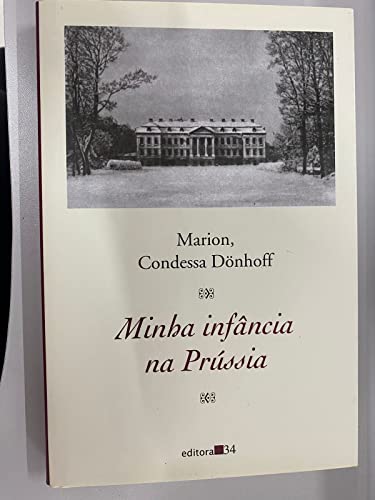 Marion,
Condessa Dönhoff
Minha infância
na Prússia
editora 34